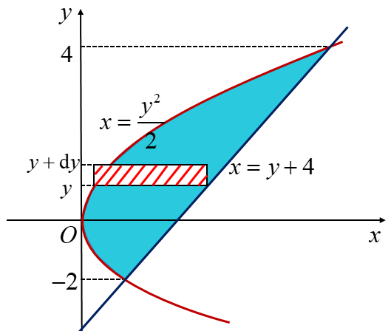 y
4
x = y²/2
y + dy
x = y + 4
y
O
x
−2